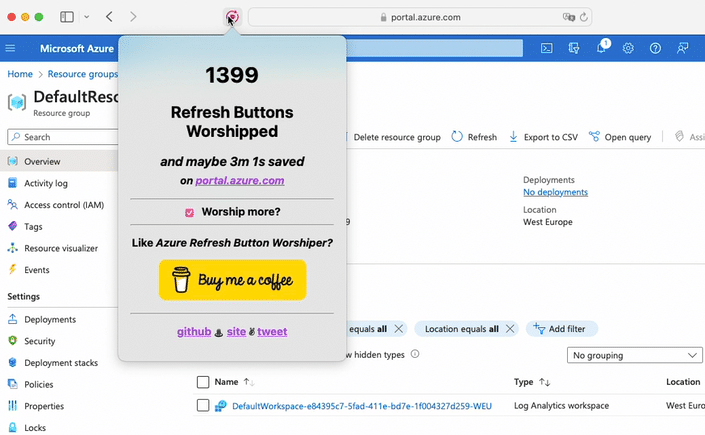 portal.azure.com
Microsoft Azure
1
Home > Resource groups
DefaultReso
Resource group
Search
Delete resource group
Refresh
Export to CSV
Open query
Assi
Overview
Activity log
Access control (IAM)
Tags
Resource visualizer
Events
Settings
Deployments
Security
Deployment stacks
Policies
Properties
Locks
1399
Refresh Buttons
Worshipped
and maybe 3m 1s saved
on portal.azure.com
Worship more?
Like Azure Refresh Button Worshiper?
Buy me a coffee
github site tweet
Deployments
No deployments
Location
West Europe
9
equals all
Location equals all
Add filter
w hidden types
No grouping
Name
Type
Location
DefaultWorkspace-e84395c7-5fad-411e-bd7e-1f004327d259-WEU
Log Analytics workspace
West Europe